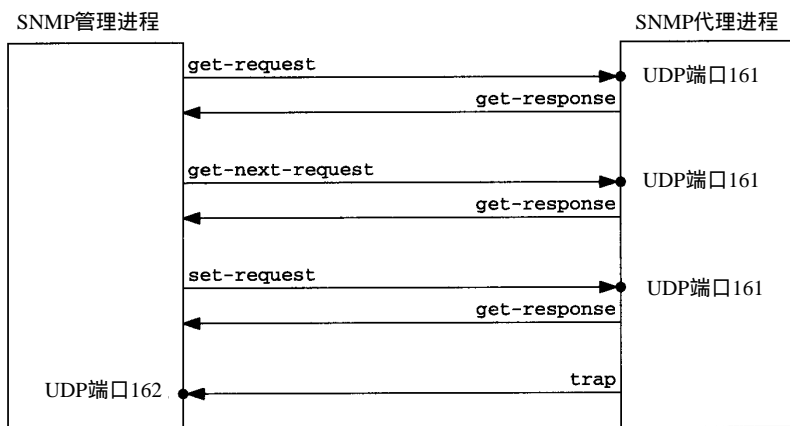 SNMP管理进程
SNMP代理进程
get-request
UDP端口161
get-response
get-next-request
UDP端口161
get-response
set-request
UDP端口161
get-response
trap
UDP端口162